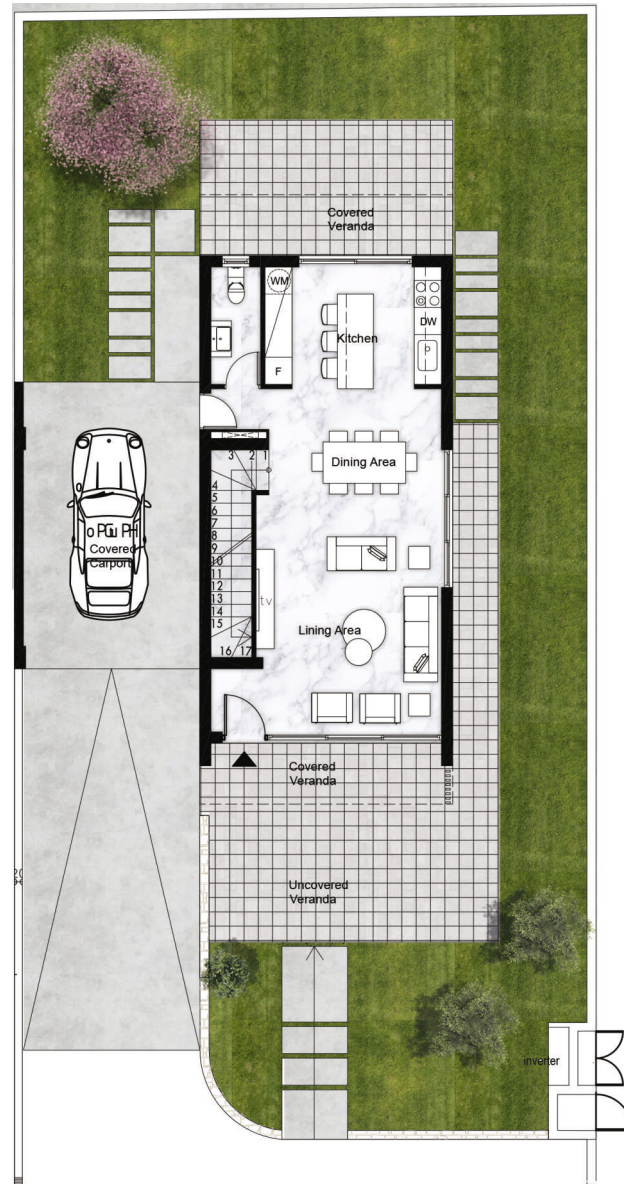 Covered
Veranda
WM
DW
Kitchen
F
3 2 1
Dining Area
4
5
6
7
8
9
10
11
12
13
14
15
16 17
Covered
Carport
tv
Lining Area
Covered
Veranda
Uncovered
Veranda
inverter